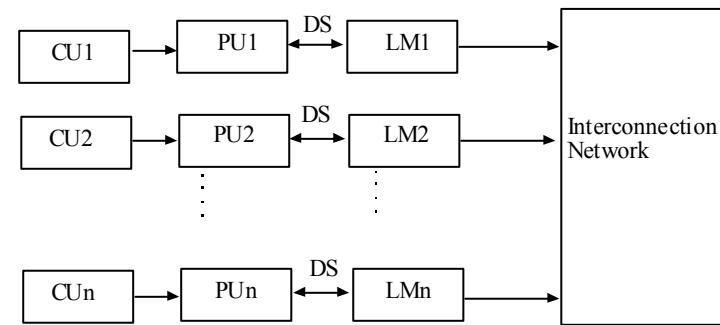 DS
CU1 PU1 LM1
DS
CU2 PU2 LM2
Interconnection
Network
DS
CUn PUn LMn